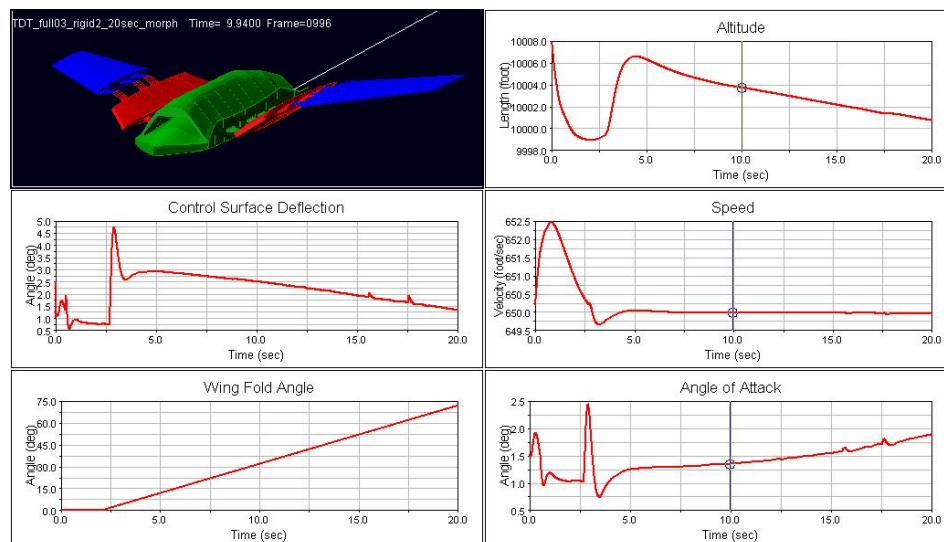 TDT_full03_rigid2_20sec_morph Time= 9.9400 Frame=0996
Altitude
Length (foot)
10008.0
10004.0
10002.0
10000.0
9998.0
0.0 5.0 10.0 15.0 20.0
Time (sec)
Control Surface Deflection
Angle (deg)
5.0
4.5
4.0
3.5
3.0
2.5
2.0
1.5
1.0
0.5
0.0 5.0 10.0 15.0 20.0
Time (sec)
Speed
Velocity (foot/sec)
652.5
652.0
651.0
650.0
649.5
0.0 5.0 10.0 15.0 20.0
Time (sec)
Wing Fold Angle
Angle (deg)
75.0
60.0
45.0
30.0
15.0
0.0
0.0 5.0 10.0 15.0 20.0
Time (sec)
Angle of Attack
Angle (deg)
2.5
2.0
1.5
1.0
0.5
0.0 5.0 10.0 15.0 20.0
Time (sec)